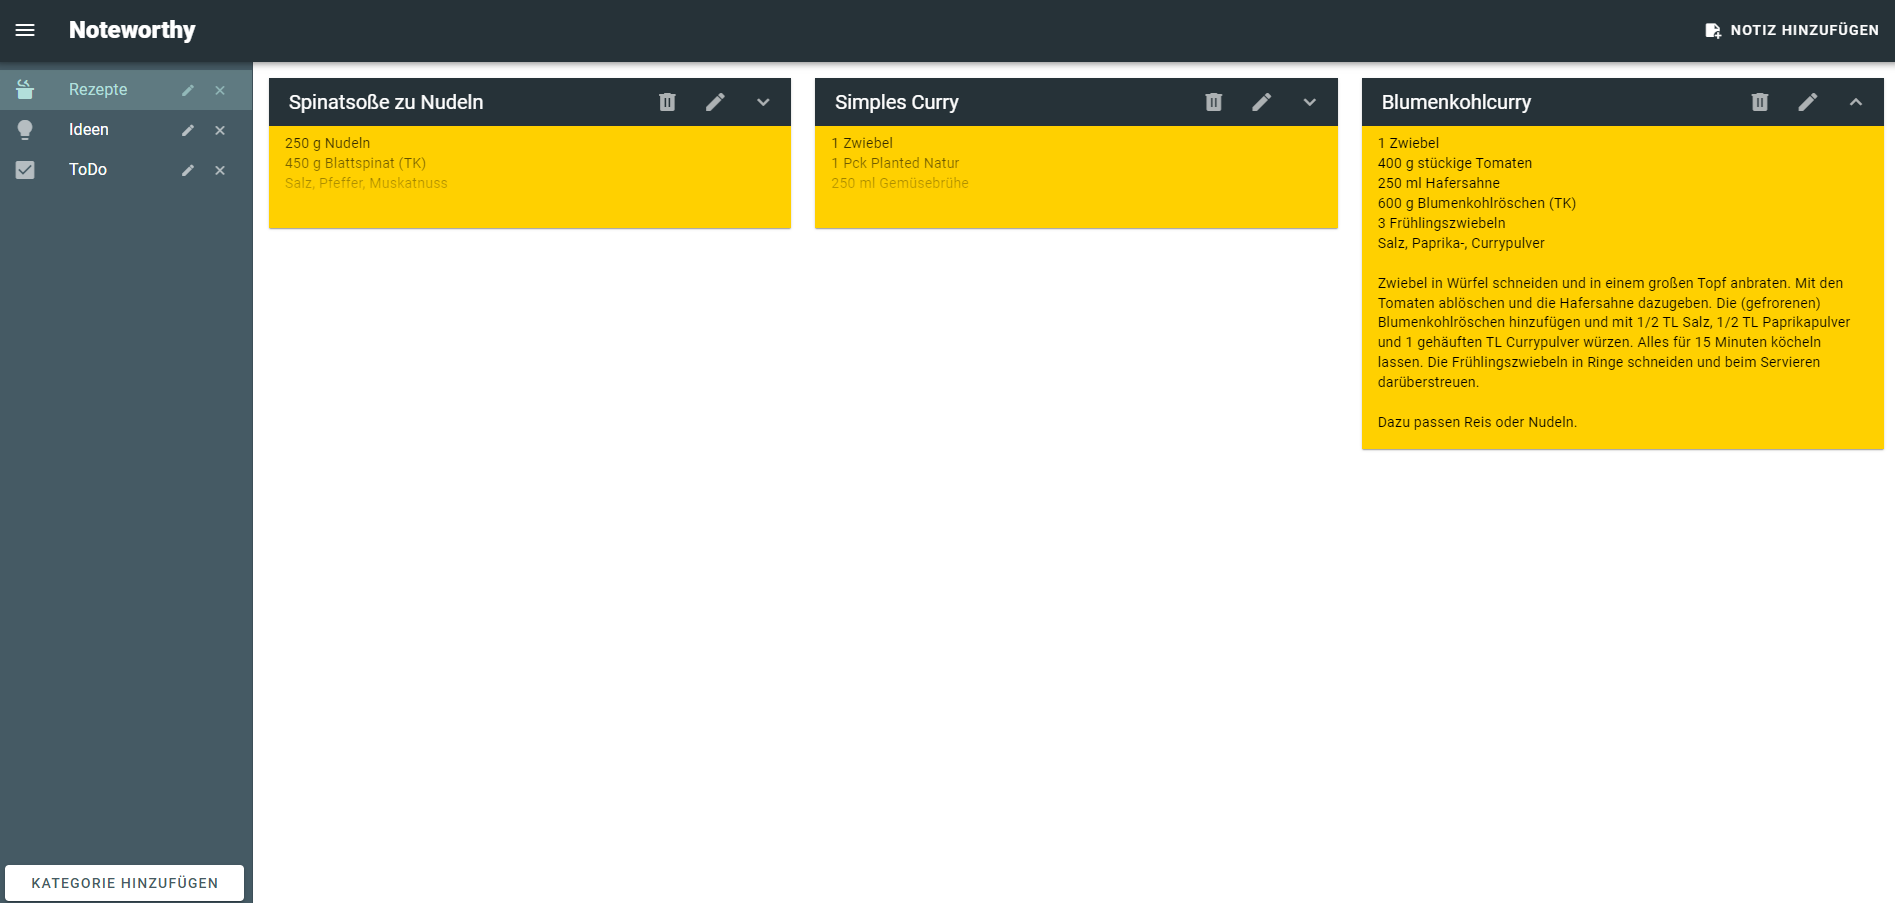 Noteworthy
NOTIZ HINZUFÜGEN
Rezepte
Ideen
ToDo
KATEGORIE HINZUFÜGEN
Spinatsoße zu Nudeln
250 g Nudeln
450 g Blattspinat (TK)
Salz, Pfeffer, Muskatnuss
Simples Curry
1 Zwiebel
1 Pck Planted Natur
250 ml Gemüsebrühe
Blumenkohlcurry
1 Zwiebel
400 g stückige Tomaten
250 ml Hafersahne
600 g Blumenkohlröschen (TK)
3 Frühlingszwiebeln
Salz, Paprika-, Currypulver
Zwiebel in Würfel schneiden und in einem großen Topf anbraten. Mit den
Tomaten ablöschen und die Hafersahne dazugeben. Die (gefrorenen)
Blumenkohlröschen hinzufügen und mit 1/2 TL Salz, 1/2 TL Paprikapulver
und 1 gehäuften TL Currypulver würzen. Alles für 15 Minuten köcheln
lassen. Die Frühlingszwiebeln in Ringe schneiden und beim Servieren
darüberstreuen.
Dazu passen Reis oder Nudeln.